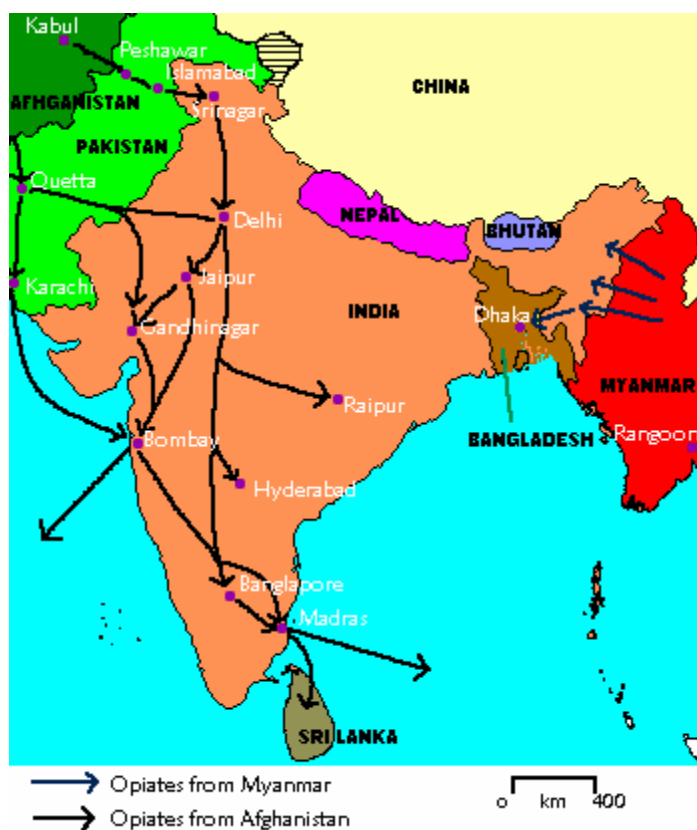 Kabul
Peshawar
Islamabad
Srinagar
CHINA
AFHGANISTAN
PAKISTAN
Quetta
Delhi
NEPAL
BHUTAN
Karachi
Jaipur
Gandhinagar
INDIA
Dhaka
MYANMAR
Raipur
Bombay
BANGLADESH
Rangoon
Hyderabad
Banglapore
Madras
SRI LANKA
Opiates from Myanmar
Opiates from Afghanistan
0 km 400